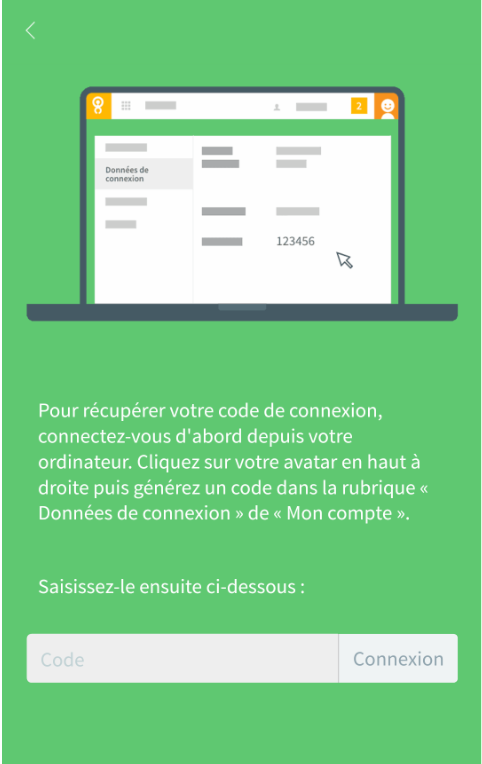 2
Données de
connexion
123456
Pour récupérer votre code de connexion,
connectez-vous d'abord depuis votre
ordinateur. Cliquez sur votre avatar en haut à
droite puis générez un code dans la rubrique «
Données de connexion » de « Mon compte ».
Saisissez-le ensuite ci-dessous :
Code Connexion